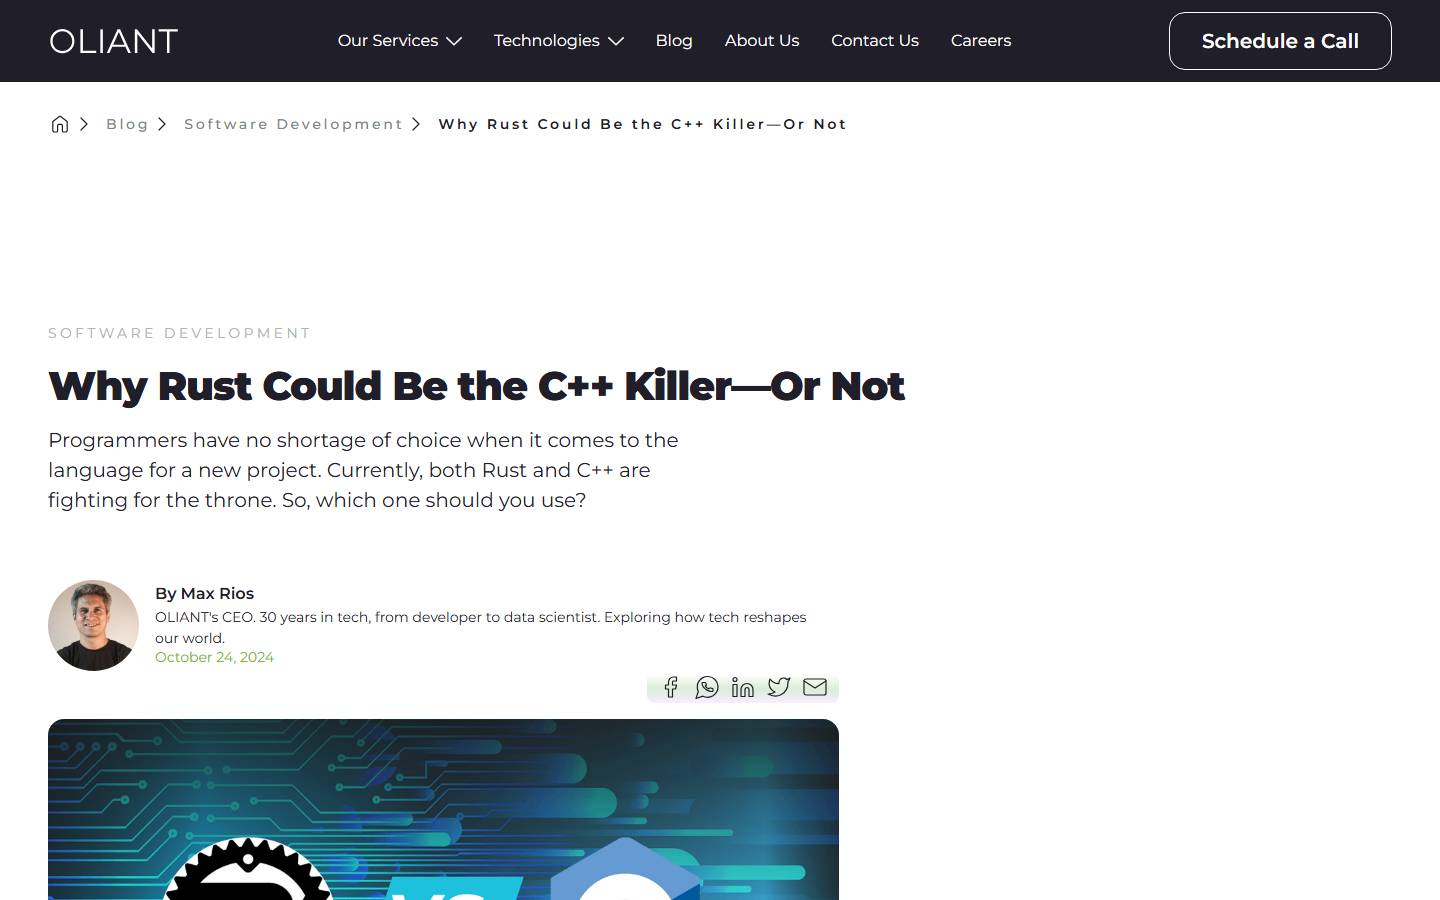 OLIANT
Our Services
Technologies
Blog
About Us
Contact Us
Careers
Schedule a Call
Blog
Software Development
Why Rust Could Be the C++ Killer—Or Not
SOFTWARE DEVELOPMENT
Why Rust Could Be the C++ Killer—Or Not
Programmers have no shortage of choice when it comes to the
language for a new project. Currently, both Rust and C++ are
fighting for the throne. So, which one should you use?
By Max Rios
OLIANT's CEO. 30 years in tech, from developer to data scientist. Exploring how tech reshapes
our world.
October 24, 2024
VS